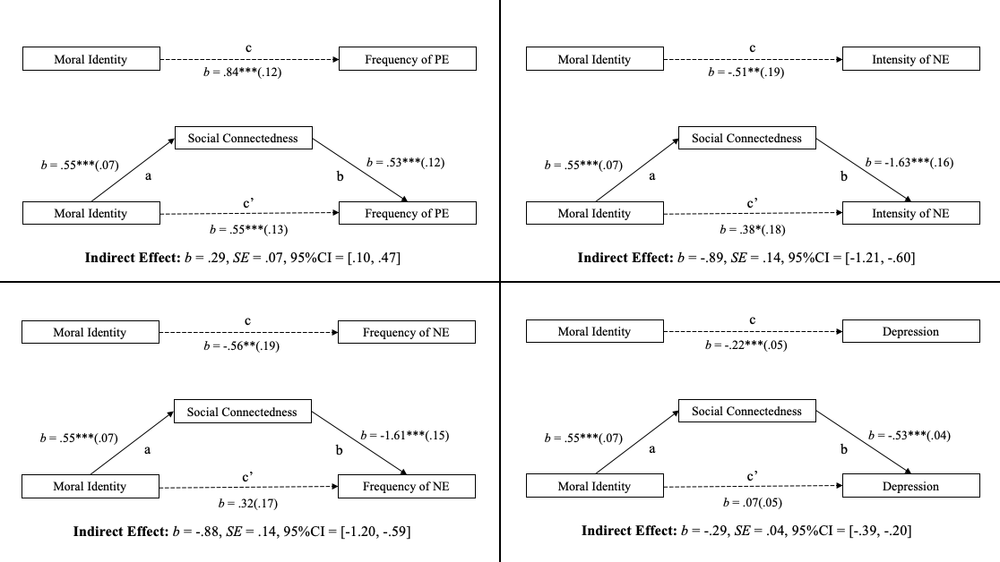 c
Moral Identity
Frequency of PE
b = .84***(.12)
Social Connectedness
b = .55***(.07)
b = .53***(.12)
a
b
c’
Moral Identity
Frequency of PE
b = .55***(.13)
Indirect Effect: b = .29, SE = .07, 95%CI = [.10, .47]
c
Moral Identity
Intensity of NE
b = -.51**(.19)
Social Connectedness
b = .55***(.07)
b = -1.63***(.16)
a
b
c’
Moral Identity
Intensity of NE
b = .38*(.18)
Indirect Effect: b = -.89, SE = .14, 95%CI = [-1.21, -.60]
c
Moral Identity
Frequency of NE
b = -.56**(.19)
Social Connectedness
b = .55***(.07)
b = -1.61***(.15)
a
b
c’
Moral Identity
Frequency of NE
b = .32(.17)
Indirect Effect: b = -.88, SE = .14, 95%CI = [-1.20, -.59]
c
Moral Identity
Depression
b = -.22***(.05)
Social Connectedness
b = .55***(.07)
b = -.53***(.04)
a
b
c’
Moral Identity
Depression
b = .07(.05)
Indirect Effect: b = -.29, SE = .04, 95%CI = [-.39, -.20]